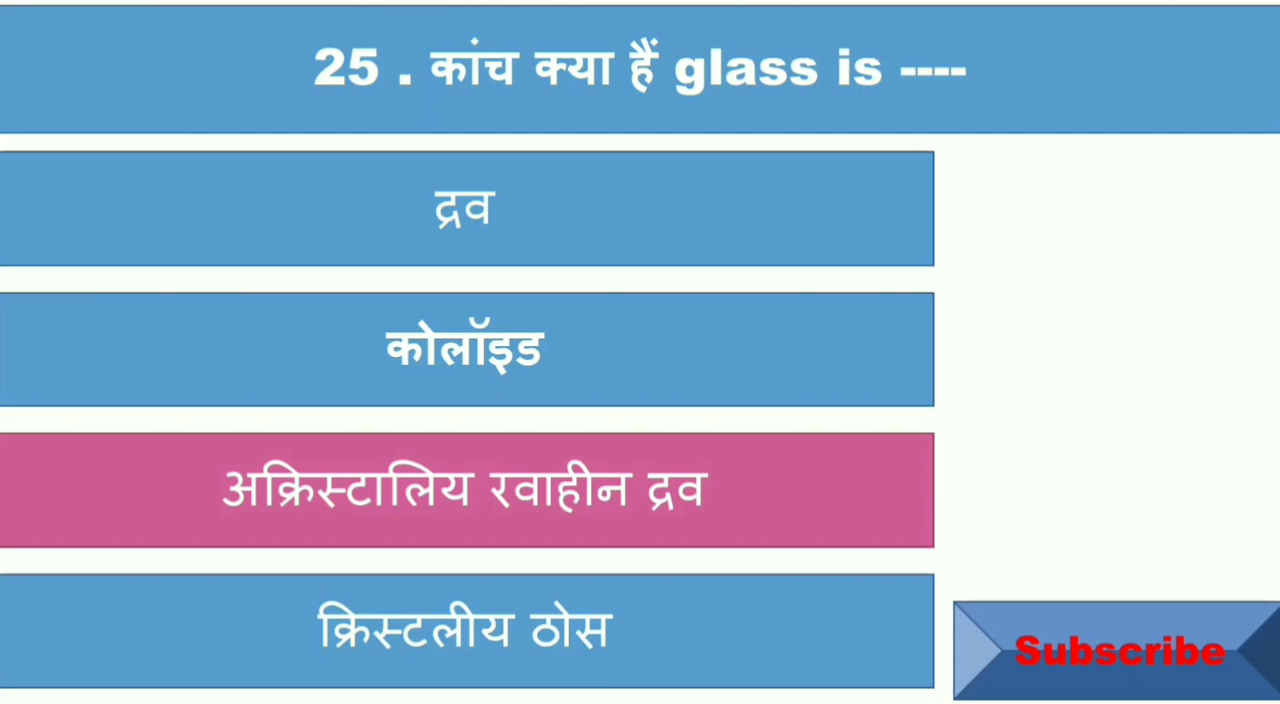 25 . कांच क्या हैं glass is ----
द्रव
कोलॉइड
अक्रिस्टालिय रवाहीन द्रव
क्रिस्टलीय ठोस
Subscribe